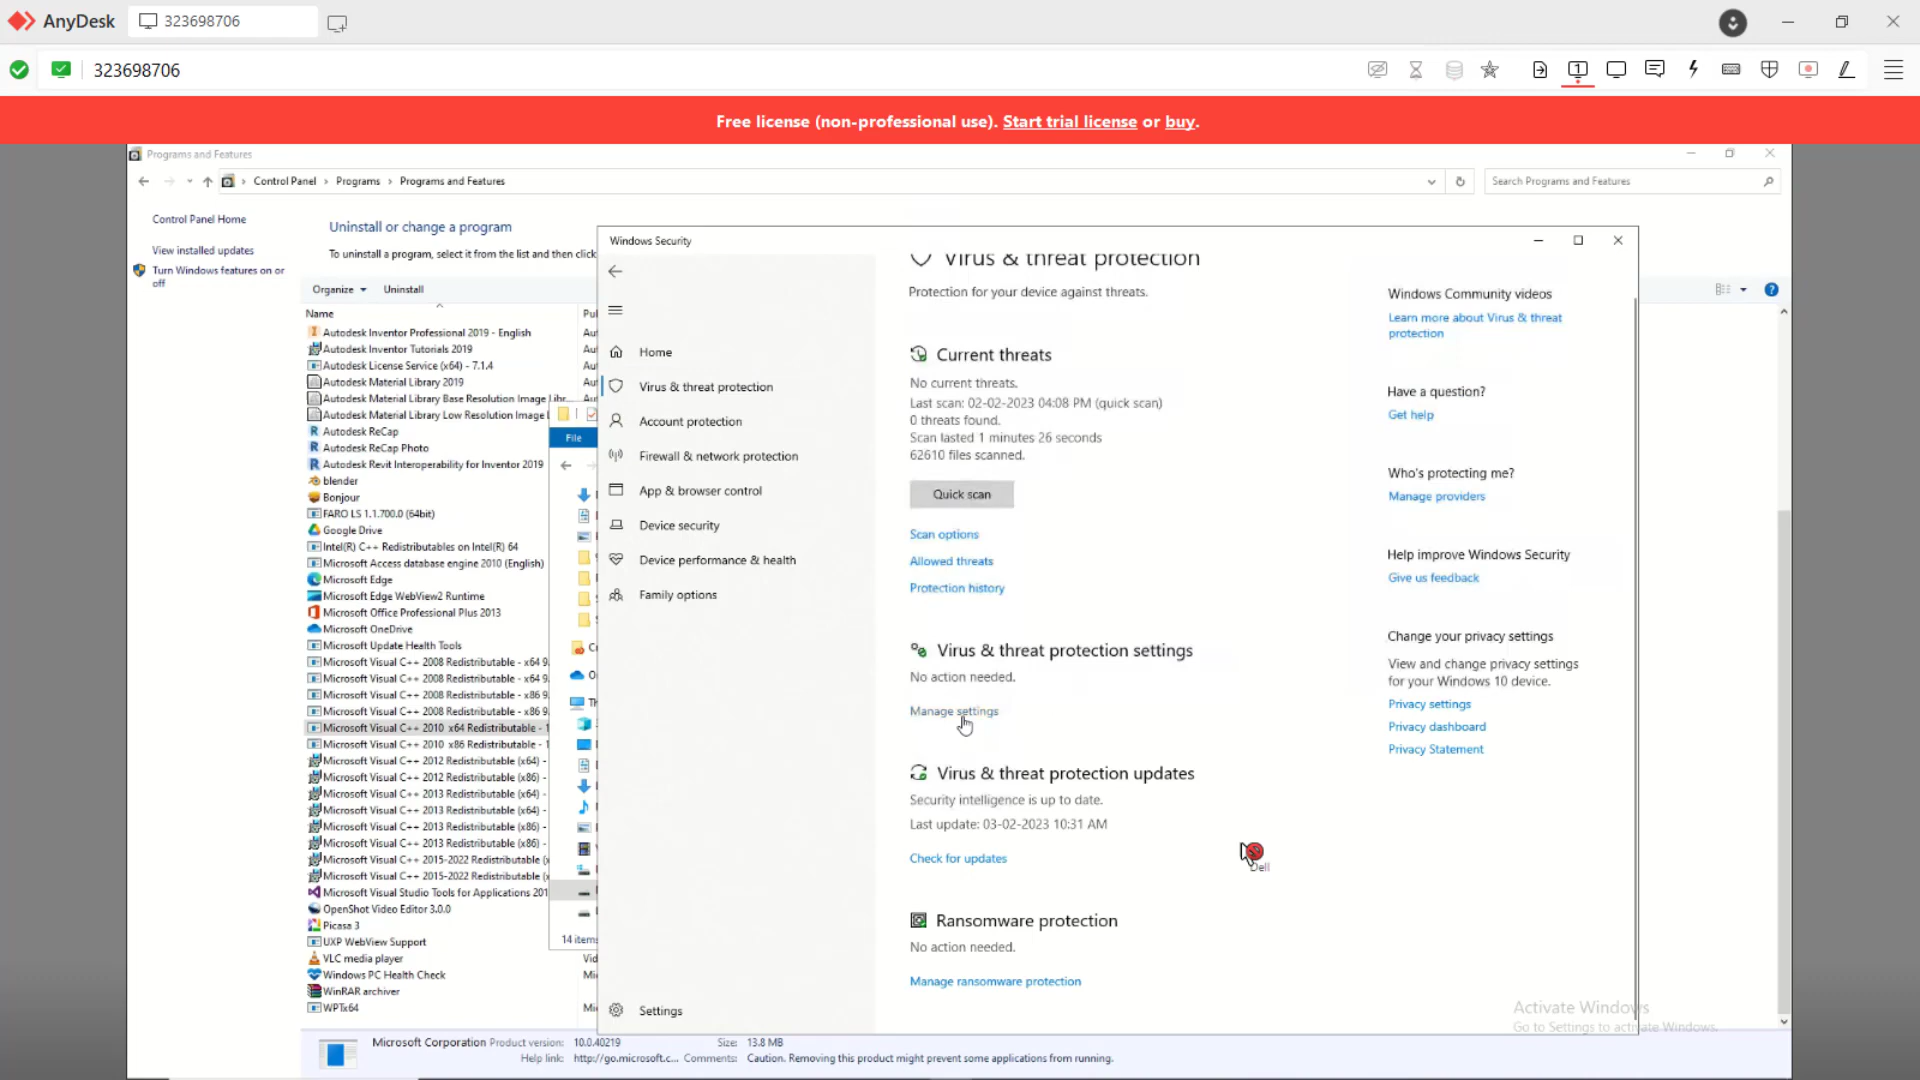 AnyDesk
323698706
323698706
Free license (non-professional use). Start trial license or buy.
Programs and Features
Control Panel › Programs › Programs and Features
Search Programs and Features
Control Panel Home
View installed updates
Turn Windows features on or
off
Uninstall or change a program
To uninstall a program, select it from the list and then click
Organize Uninstall
Name
Autodesk Inventor Professional 2019 - English
Autodesk Inventor Tutorials 2019
Autodesk License Service (x64) - 7.1.4
Autodesk Material Library 2019
Autodesk Material Library Base Resolution Image Libr...
Autodesk Material Library Low Resolution Image
Autodesk ReCap
Autodesk ReCap Photo
Autodesk Revit Interoperability for Inventor 2019
blender
Bonjour
FARO LS 1.1.700.0 (64bit)
Google Drive
Intel(R) C++ Redistributables on Intel(R) 64
Microsoft Access database engine 2010 (English)
Microsoft Edge
Microsoft Edge WebView2 Runtime
Microsoft Office Professional Plus 2013
Microsoft OneDrive
Microsoft Update Health Tools
Microsoft Visual C++ 2008 Redistributable - x64 9.
Microsoft Visual C++ 2008 Redistributable - x64 9.
Microsoft Visual C++ 2008 Redistributable - x86 9.
Microsoft Visual C++ 2008 Redistributable - x86 9.
Microsoft Visual C++ 2010 x64 Redistributable - 1
Microsoft Visual C++ 2010 x86 Redistributable - 1
Microsoft Visual C++ 2012 Redistributable (x64) -
Microsoft Visual C++ 2012 Redistributable (x86) -
Microsoft Visual C++ 2013 Redistributable (x64) -
Microsoft Visual C++ 2013 Redistributable (x64) -
Microsoft Visual C++ 2013 Redistributable (x86) -
Microsoft Visual C++ 2013 Redistributable (x86) -
Microsoft Visual C++ 2015-2022 Redistributable (x
Microsoft Visual C++ 2015-2022 Redistributable (x
Microsoft Visual Studio Tools for Applications 201
OpenShot Video Editor 3.0.0
Picasa 3
UXP WebView Support
VLC media player
Windows PC Health Check
WinRAR archiver
WPTx64
File
14 items
Windows Security
Home
Virus & threat protection
Account protection
Firewall & network protection
App & browser control
Device security
Device performance & health
Family options
Settings
Virus & threat protection
Protection for your device against threats.
Current threats
No current threats.
Last scan: 02-02-2023 04:08 PM (quick scan)
0 threats found.
Scan lasted 1 minutes 26 seconds
62610 files scanned.
Quick scan
Scan options
Allowed threats
Protection history
Virus & threat protection settings
No action needed.
Manage settings
Virus & threat protection updates
Security intelligence is up to date.
Last update: 03-02-2023 10:31 AM
Check for updates
Dell
Ransomware protection
No action needed.
Manage ransomware protection
Windows Community videos
Learn more about Virus & threat
protection
Have a question?
Get help
Who's protecting me?
Manage providers
Help improve Windows Security
Give us feedback
Change your privacy settings
View and change privacy settings
for your Windows 10 device.
Privacy settings
Privacy dashboard
Privacy Statement
Activate Windows
Go to Settings to activate Windows.
Microsoft Corporation Product version: 10.0.40219 Size: 13.8 MB
Help link: http://go.microsoft.c... Comments: Caution. Removing this product might prevent some applications from running.